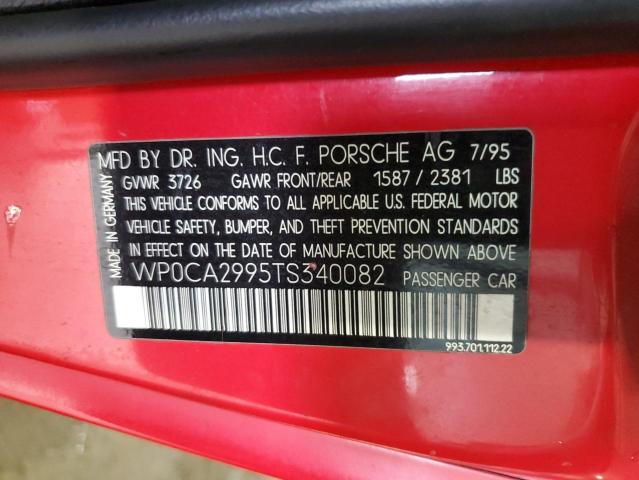 MFD BY DR. ING. H.C. F. PORSCHE AG 7/95
GVWR 3726 GAWR FRONT/REAR 1587 / 2381 LBS
THIS VEHICLE CONFORMS TO ALL APPLICABLE U.S. FEDERAL MOTOR
VEHICLE SAFETY, BUMPER, AND THEFT PREVENTION STANDARDS
IN EFFECT ON THE DATE OF MANUFACTURE SHOWN ABOVE
WP0CA2995TS340082 PASSENGER CAR
MADE IN GERMANY
993.701.112.22